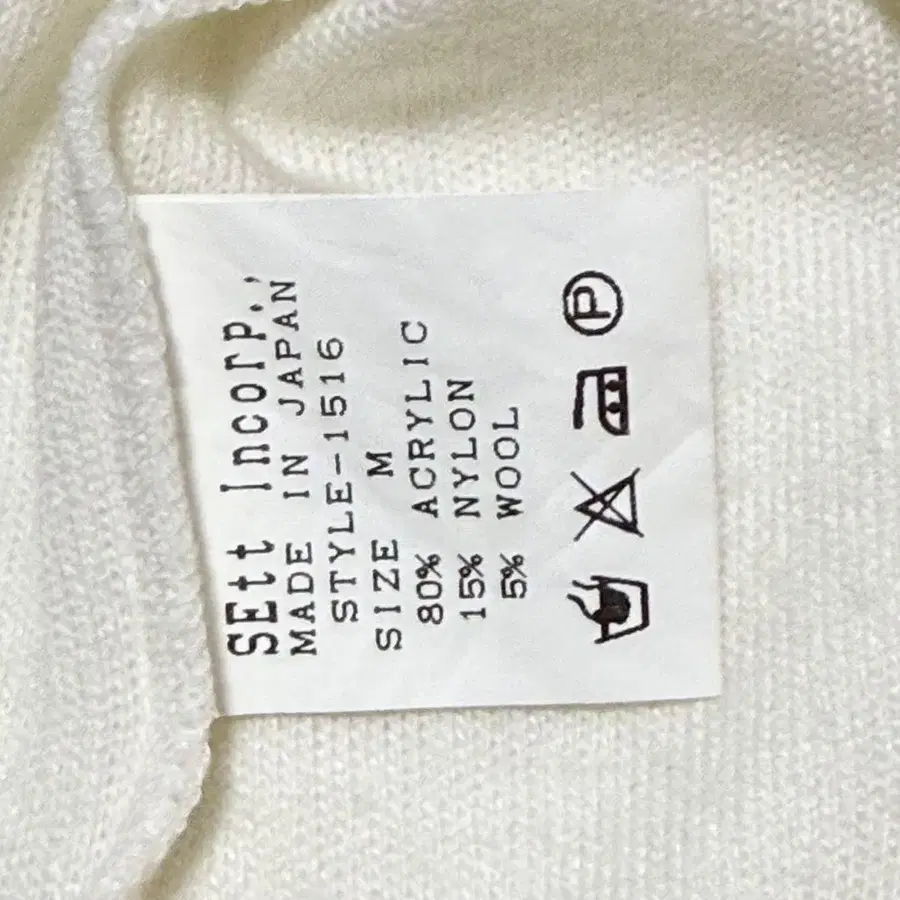 SEtt Incorp.,
MADE IN JAPAN
STYLE-1516
SIZE M
80% ACRYLIC
15% NYLON
5% WOOL
P